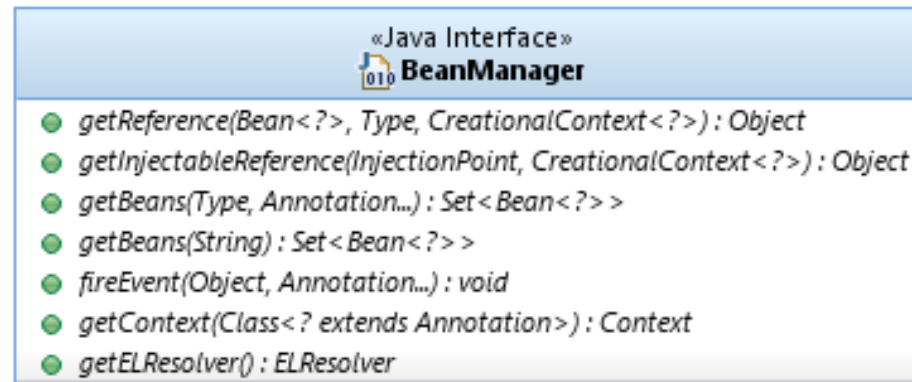 «Java Interface»
BeanManager
getReference(Bean<?>, Type, CreationalContext<?>) : Object
getInjectableReference(InjectionPoint, CreationalContext<?>) : Object
getBeans(Type, Annotation...) : Set<Bean<?>>
getBeans(String) : Set<Bean<?>>
fireEvent(Object, Annotation...) : void
getContext(Class<? extends Annotation>) : Context
getELResolver() : ELResolver